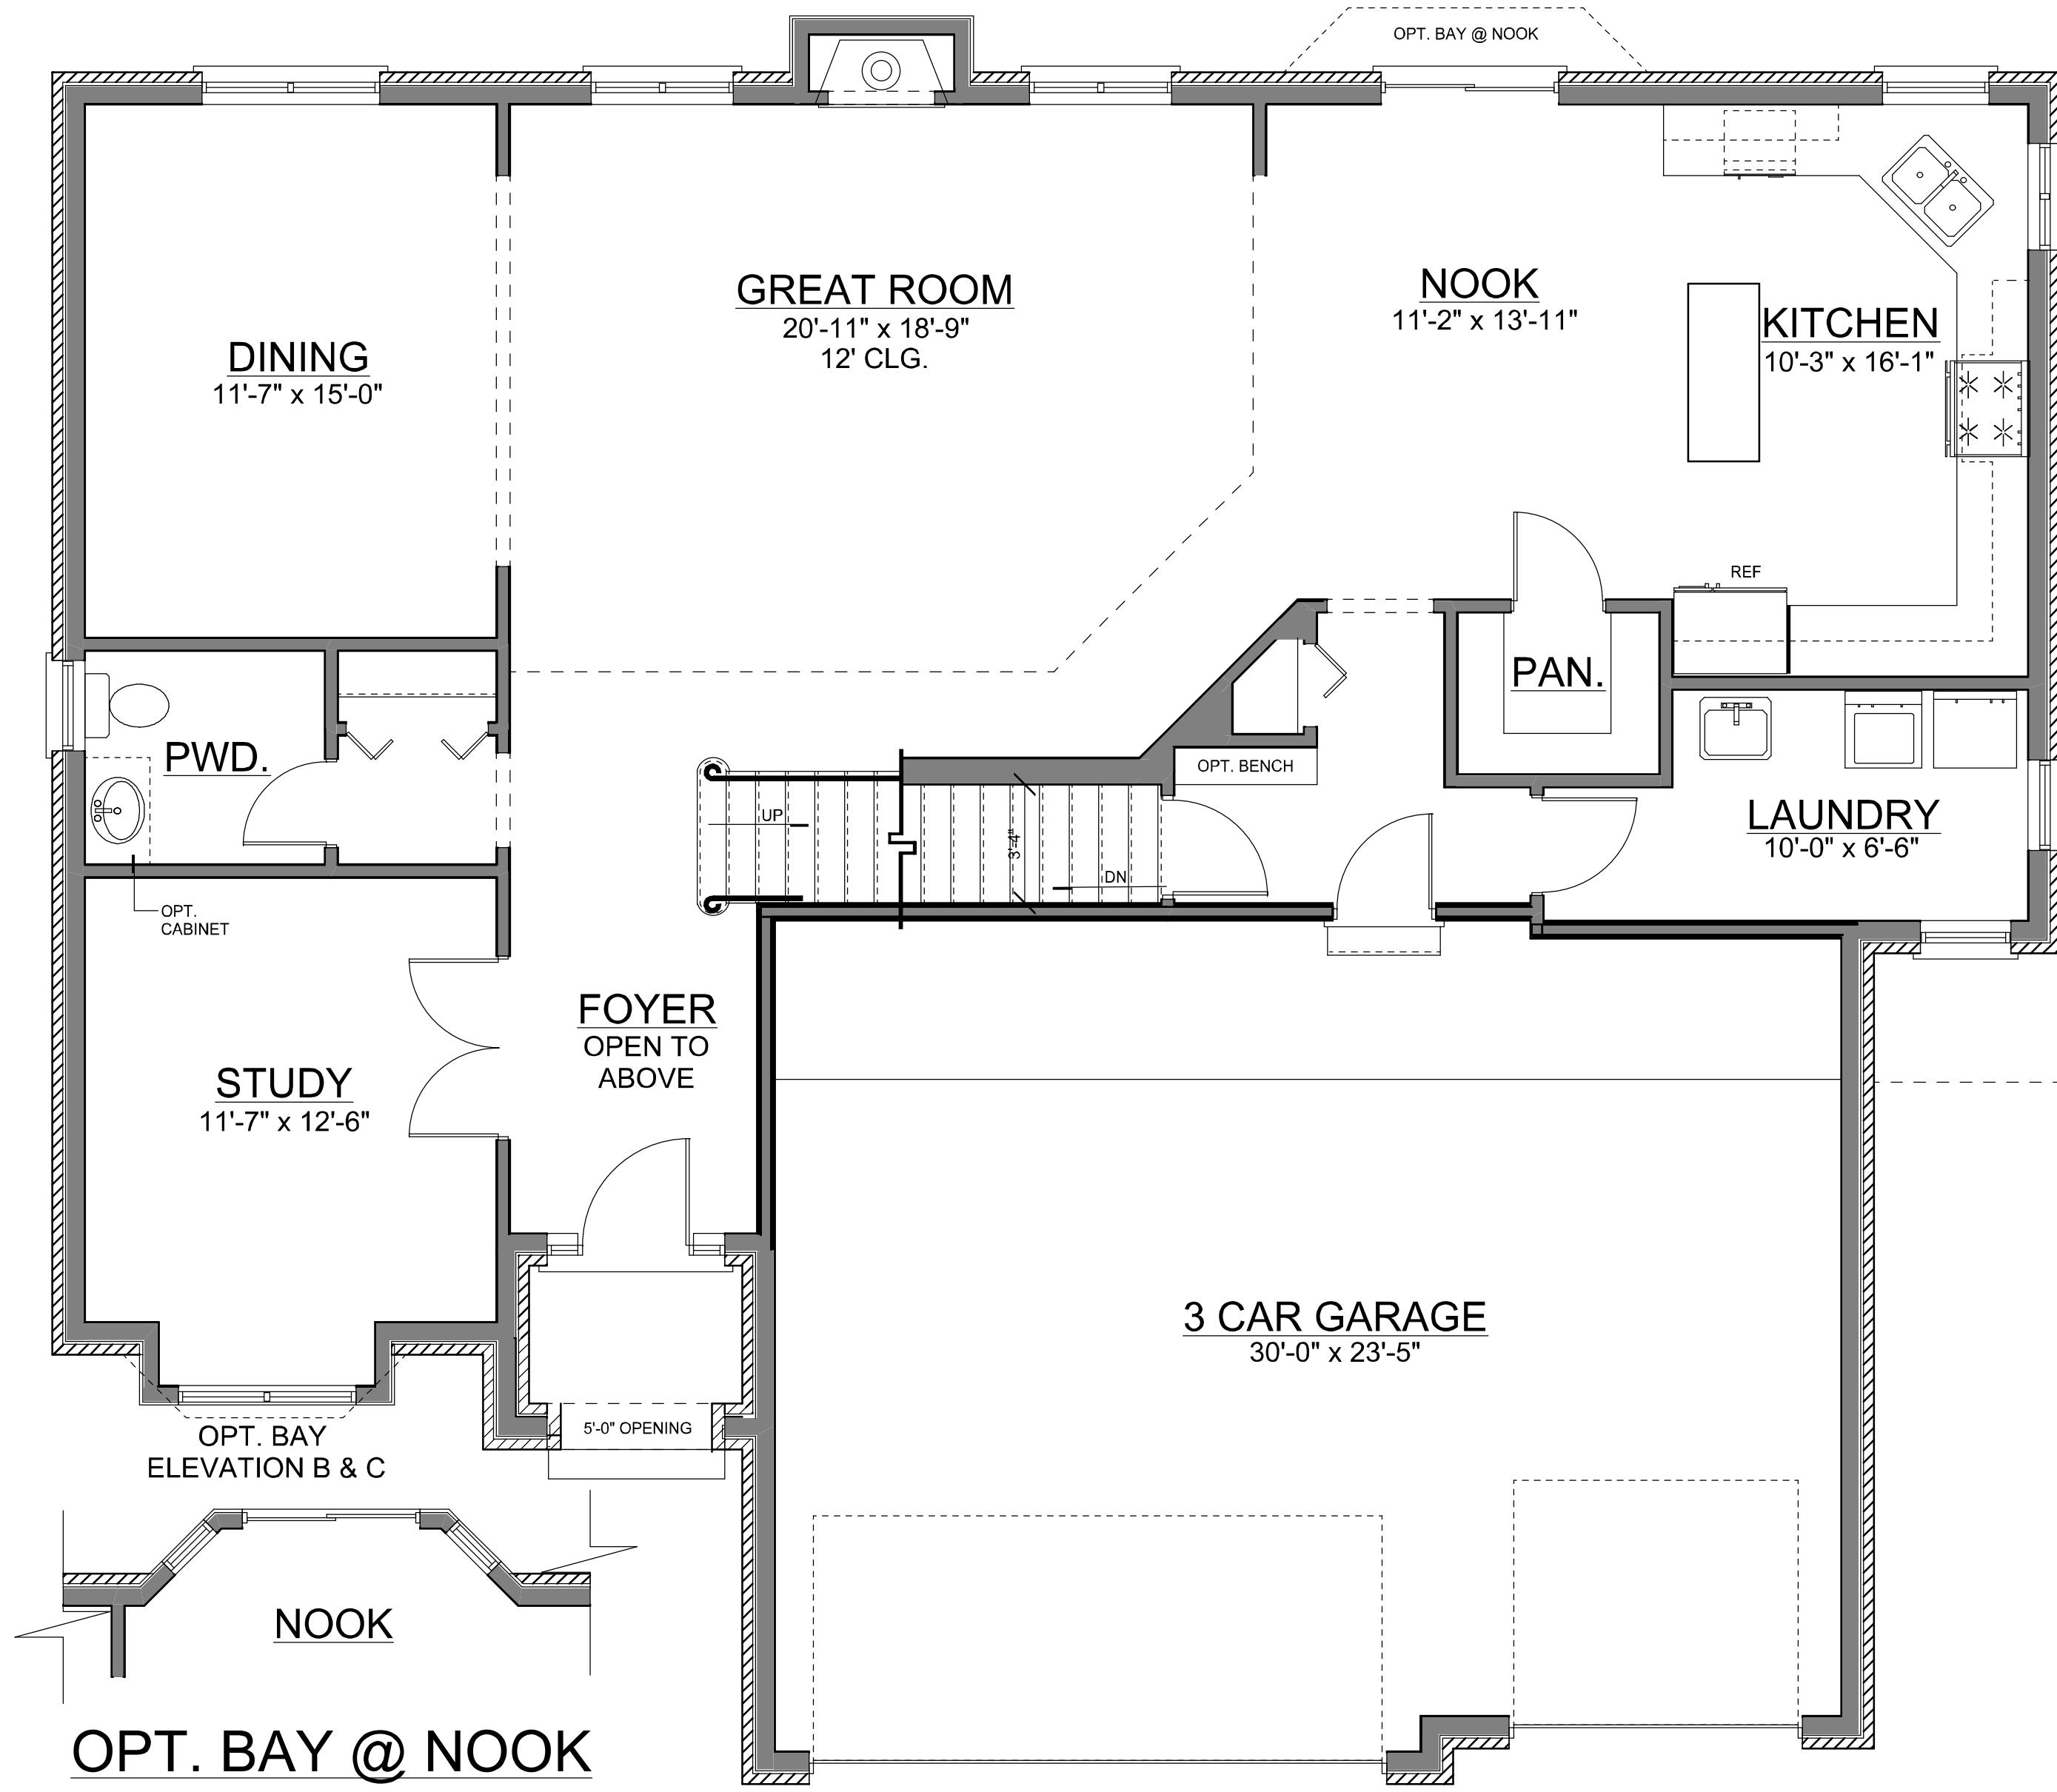 OPT. BAY @ NOOK
GREAT ROOM
20'-11" x 18'-9"
12' CLG.
NOOK
11'-2" x 13'-11"
KITCHEN
10'-3" x 16'-1"
DINING
11'-7" x 15'-0"
REF
PAN.
PWD.
OPT. BENCH
UP
3'-4"
DN
LAUNDRY
10'-0" x 6'-6"
OPT.
CABINET
FOYER
OPEN TO
ABOVE
STUDY
11'-7" x 12'-6"
3 CAR GARAGE
30'-0" x 23'-5"
5'-0" OPENING
OPT. BAY
ELEVATION B & C
NOOK
OPT. BAY @ NOOK